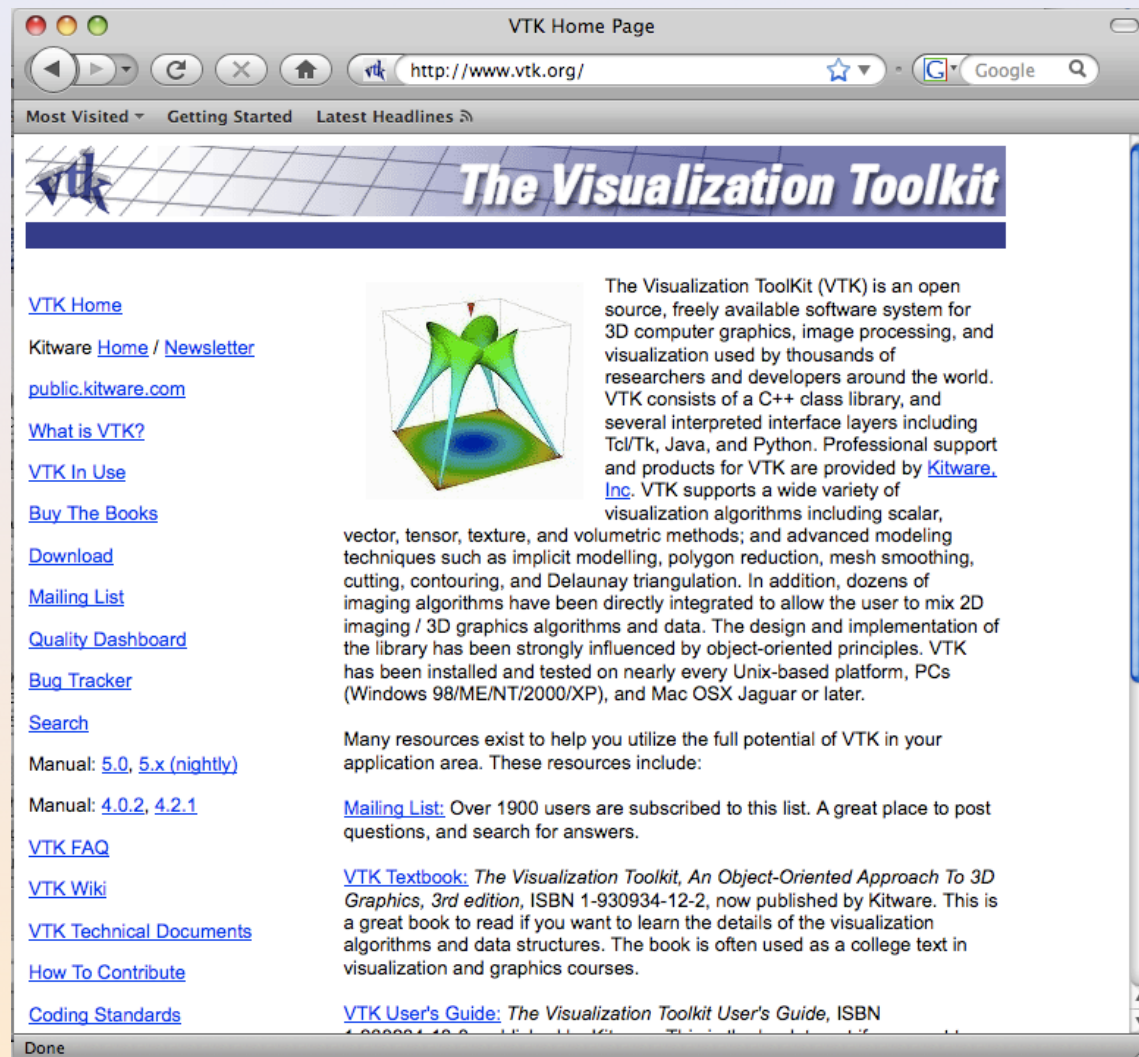 VTK Home Page
http://www.vtk.org/
G
Google
Most Visited
Getting Started
Latest Headlines
vtk
The Visualization Toolkit
VTK Home
Kitware Home / Newsletter
public.kitware.com
What is VTK?
VTK In Use
Buy The Books
Download
Mailing List
Quality Dashboard
Bug Tracker
Search
Manual: 5.0, 5.x (nightly)
Manual: 4.0.2, 4.2.1
VTK FAQ
VTK Wiki
VTK Technical Documents
How To Contribute
Coding Standards
The Visualization ToolKit (VTK) is an open
source, freely available software system for
3D computer graphics, image processing, and
visualization used by thousands of
researchers and developers around the world.
VTK consists of a C++ class library, and
several interpreted interface layers including
Tcl/Tk, Java, and Python. Professional support
and products for VTK are provided by Kitware,
Inc. VTK supports a wide variety of
visualization algorithms including scalar,
vector, tensor, texture, and volumetric methods; and advanced modeling
techniques such as implicit modelling, polygon reduction, mesh smoothing,
cutting, contouring, and Delaunay triangulation. In addition, dozens of
imaging algorithms have been directly integrated to allow the user to mix 2D
imaging / 3D graphics algorithms and data. The design and implementation of
the library has been strongly influenced by object-oriented principles. VTK
has been installed and tested on nearly every Unix-based platform, PCs
(Windows 98/ME/NT/2000/XP), and Mac OSX Jaguar or later.
Many resources exist to help you utilize the full potential of VTK in your
application area. These resources include:
Mailing List: Over 1900 users are subscribed to this list. A great place to post
questions, and search for answers.
VTK Textbook: The Visualization Toolkit, An Object-Oriented Approach To 3D
Graphics, 3rd edition, ISBN 1-930934-12-2, now published by Kitware. This is
a great book to read if you want to learn the details of the visualization
algorithms and data structures. The book is often used as a college text in
visualization and graphics courses.
VTK User's Guide: The Visualization Toolkit User's Guide, ISBN
Done